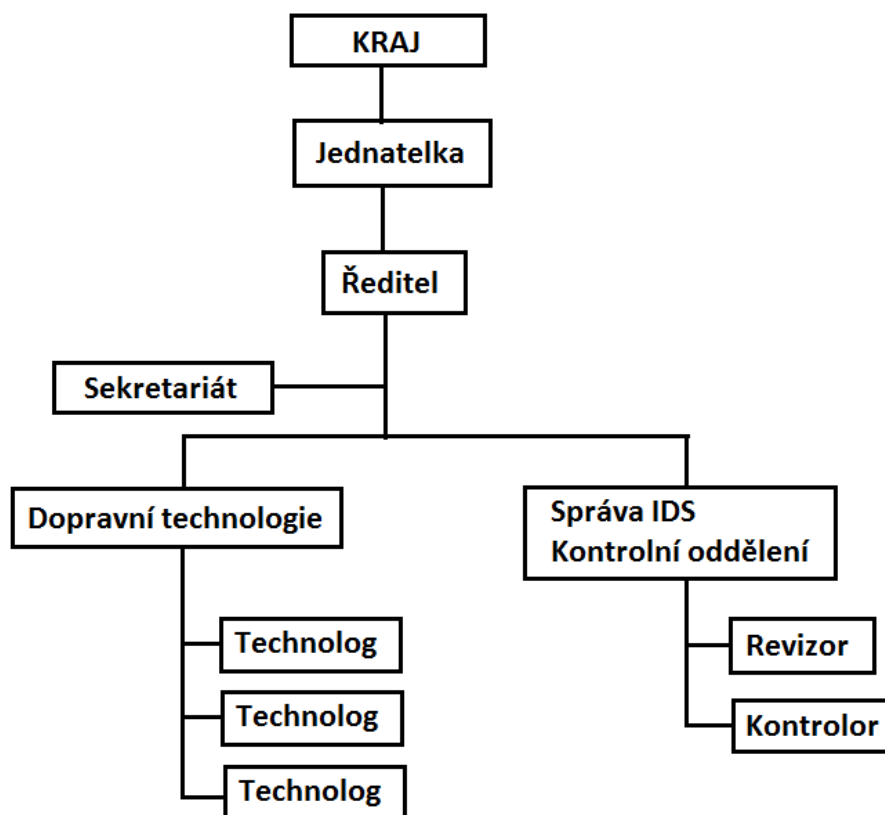 KRAJ
Jednatelka
Ředitel
Sekretariát
Dopravní technologie
Správa IDS
Kontrolní oddělení
Technolog
Technolog
Technolog
Revizor
Kontrolor